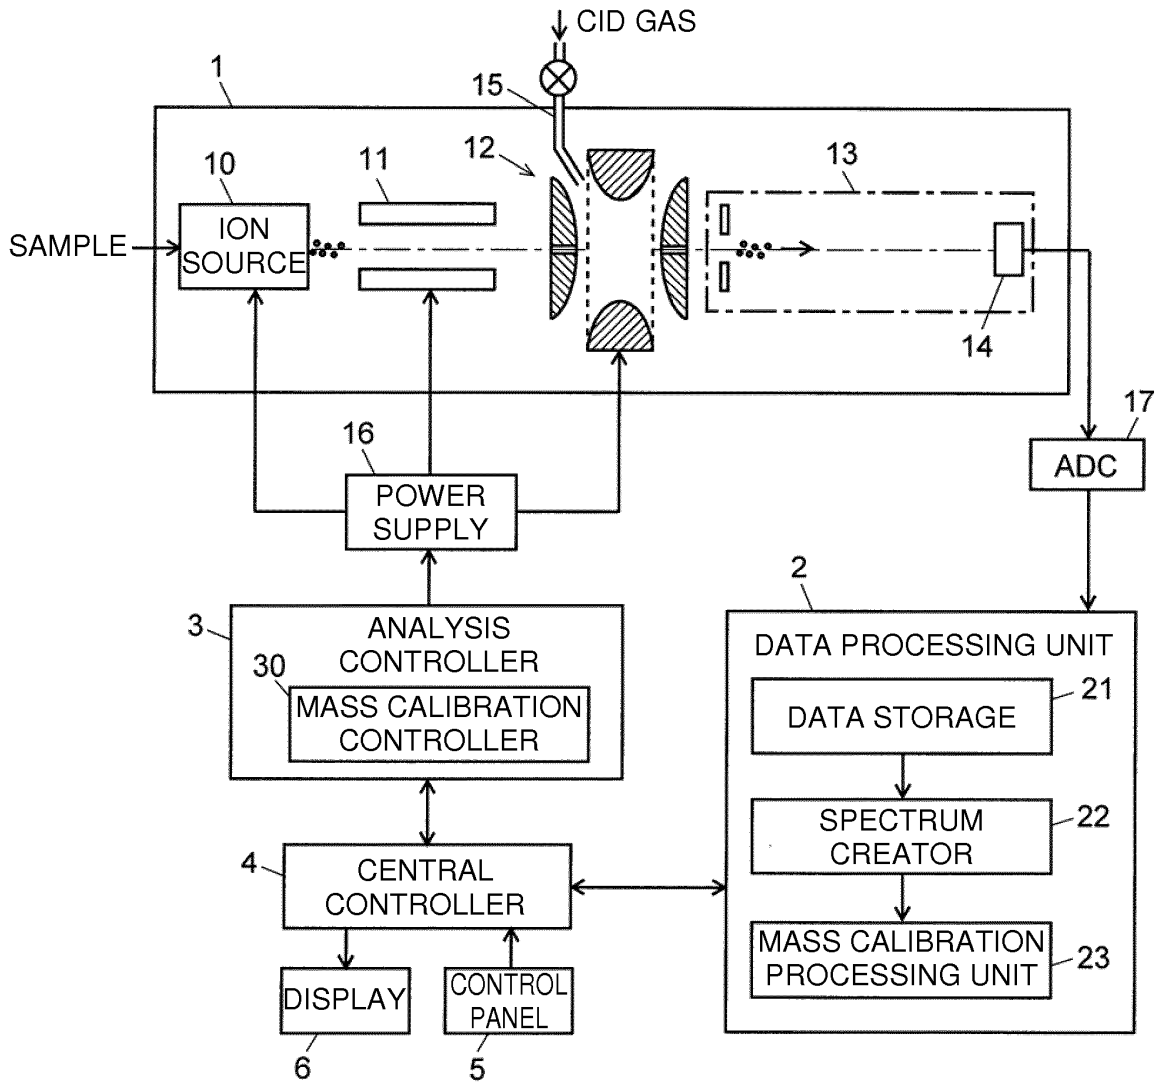 CID GAS
1
15
10
11
12
13
ION
SOURCE
SAMPLE
14
17
16
ADC
POWER
SUPPLY
2
3
ANALYSIS
CONTROLLER
DATA PROCESSING UNIT
30
MASS CALIBRATION
CONTROLLER
21
DATA STORAGE
22
SPECTRUM
CREATOR
4
CENTRAL
CONTROLLER
MASS CALIBRATION
PROCESSING UNIT
23
DISPLAY
CONTROL
PANEL
6
5